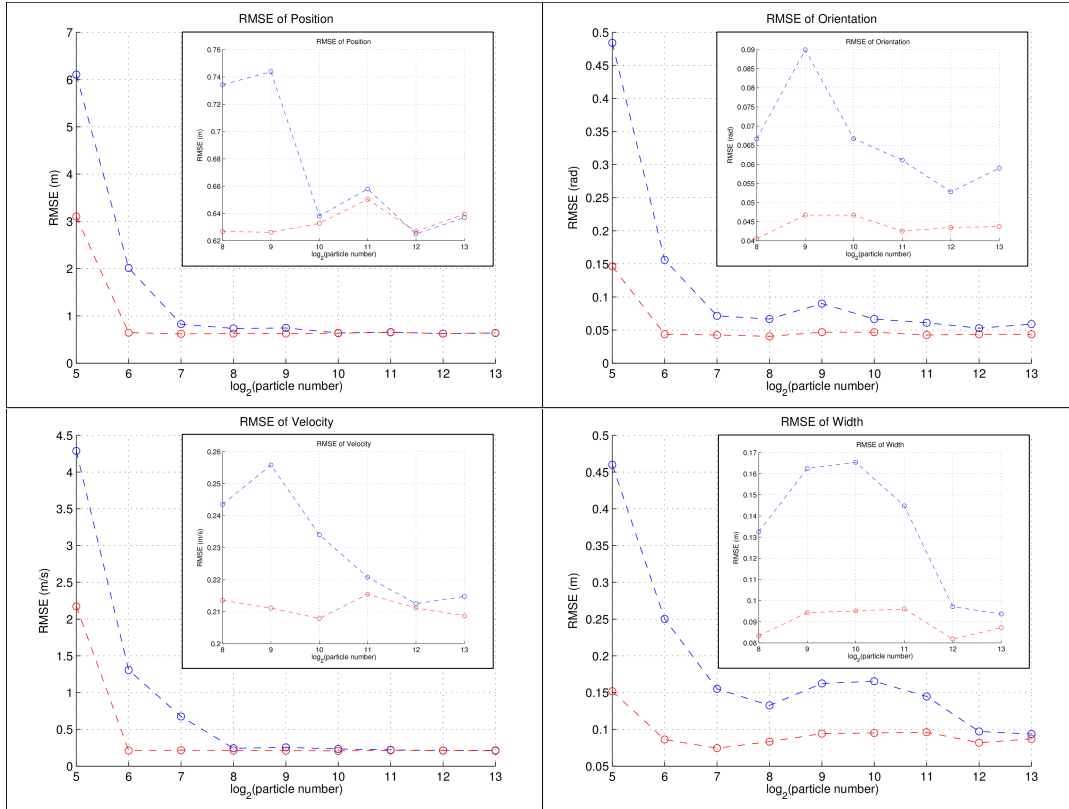 RMSE of Position
7
6
5
4
3
2
1
0
RMSE (m)
5 6 7 8 9 10 11 12 13
log2(particle number)
RMSE of Position
0.76
0.74
0.72
0.7
0.68
0.66
0.64
0.62
RMSE (m)
8 9 10 11 12 13
log2(particle number)
RMSE of Orientation
0.5
0.45
0.4
0.35
0.3
0.25
0.2
0.15
0.1
0.05
0
RMSE (rad)
5 6 7 8 9 10 11 12 13
log2(particle number)
RMSE of Orientation
0.09
0.085
0.08
0.075
0.07
0.065
0.06
0.055
0.05
0.045
0.04
RMSE (rad)
8 9 10 11 12 13
log2(particle number)
RMSE of Velocity
4.5
4
3.5
3
2.5
2
1.5
1
0.5
0
RMSE (m/s)
5 6 7 8 9 10 11 12 13
log2(particle number)
RMSE of Velocity
0.26
0.25
0.24
0.23
0.22
0.21
0.2
RMSE (m/s)
8 9 10 11 12 13
log2(particle number)
RMSE of Width
0.5
0.45
0.4
0.35
0.3
0.25
0.2
0.15
0.1
0.05
RMSE (m)
5 6 7 8 9 10 11 12 13
log2(particle number)
RMSE of Width
0.17
0.16
0.15
0.14
0.13
0.12
0.11
0.1
0.09
0.08
RMSE (m)
8 9 10 11 12 13
log2(particle number)